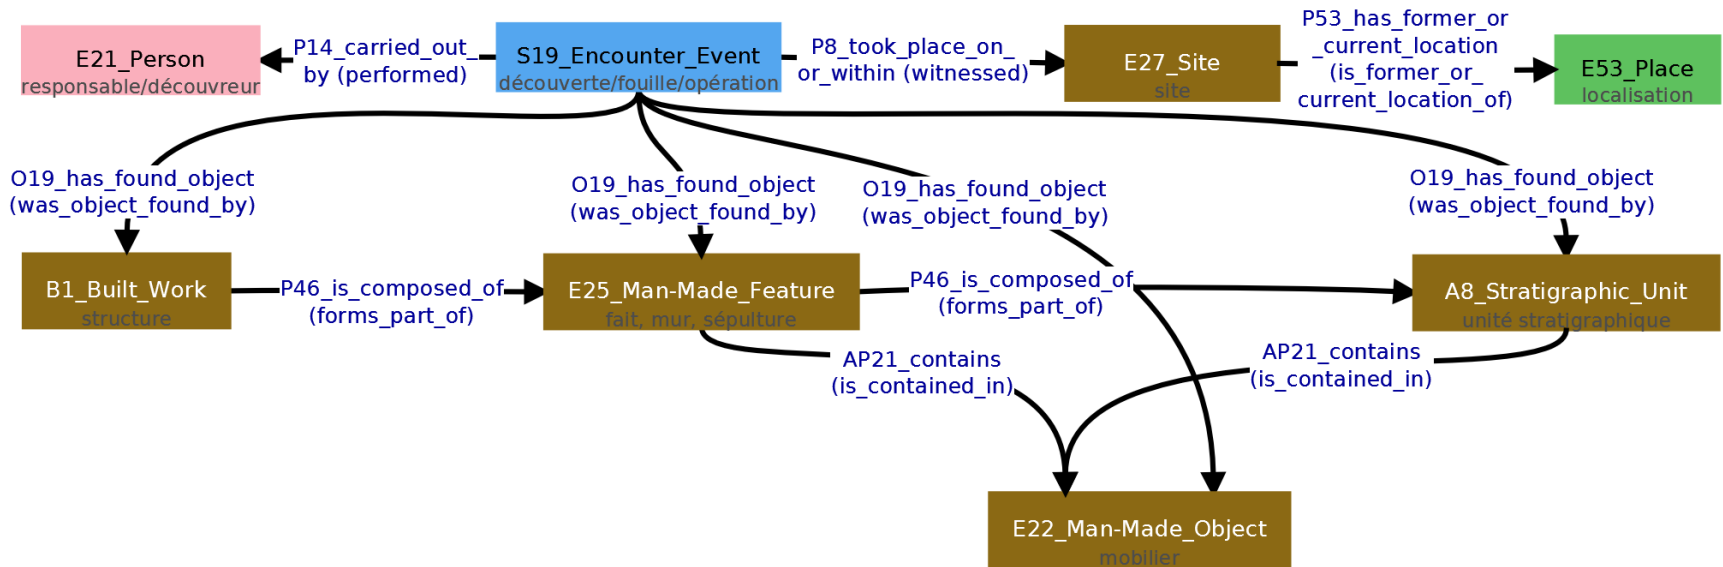 E21_Person
responsable/découvreur
P14_carried_out_
by (performed)
S19_Encounter_Event
découverte/fouille/opération
P8_took_place_on_
or_within (witnessed)
E27_Site
site
P53_has_former_or
_current_location
(is_former_or_
current_location_of)
E53_Place
localisation
O19_has_found_object
(was_object_found_by)
O19_has_found_object
(was_object_found_by)
O19_has_found_object
(was_object_found_by)
O19_has_found_object
(was_object_found_by)
B1_Built_Work
structure
P46_is_composed_of
(forms_part_of)
E25_Man-Made_Feature
fait, mur, sépulture
P46_is_composed_of
(forms_part_of)
A8_Stratigraphic_Unit
unité stratigraphique
AP21_contains
(is_contained_in)
AP21_contains
(is_contained_in)
E22_Man-Made_Object
mobilier